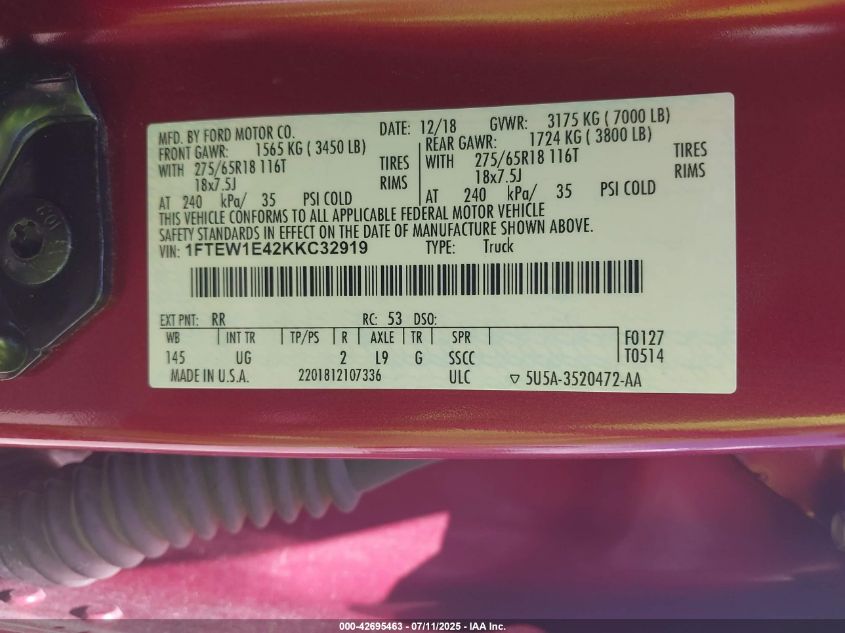 MFD. BY FORD MOTOR CO. DATE: 12/18 GVWR: 3175 KG ( 7000 LB)
FRONT GAWR: 1565 KG ( 3450 LB) REAR GAWR: 1724 KG ( 3800 LB)
WITH 275/65R18 116T TIRES WITH 275/65R18 116T TIRES
18x7.5J RIMS 18x7.5J RIMS
AT 240 kPa/ 35 PSI COLD AT 240 kPa/ 35 PSI COLD
THIS VEHICLE CONFORMS TO ALL APPLICABLE FEDERAL MOTOR VEHICLE
SAFETY STANDARDS IN EFFECT ON THE DATE OF MANUFACTURE SHOWN ABOVE.
VIN: 1FTEW1E42KKC32919 TYPE: Truck
EXT PNT: RR RC: 53 DSO:
WB INT TR TP/PS R AXLE TR SPR F0127
145 UG 2 L9 G SSCC T0514
MADE IN U.S.A. 2201812107336 ULC ▽ 5U5A-3520472-AA
000-42695463 - 07/11/2025 - IAA Inc.